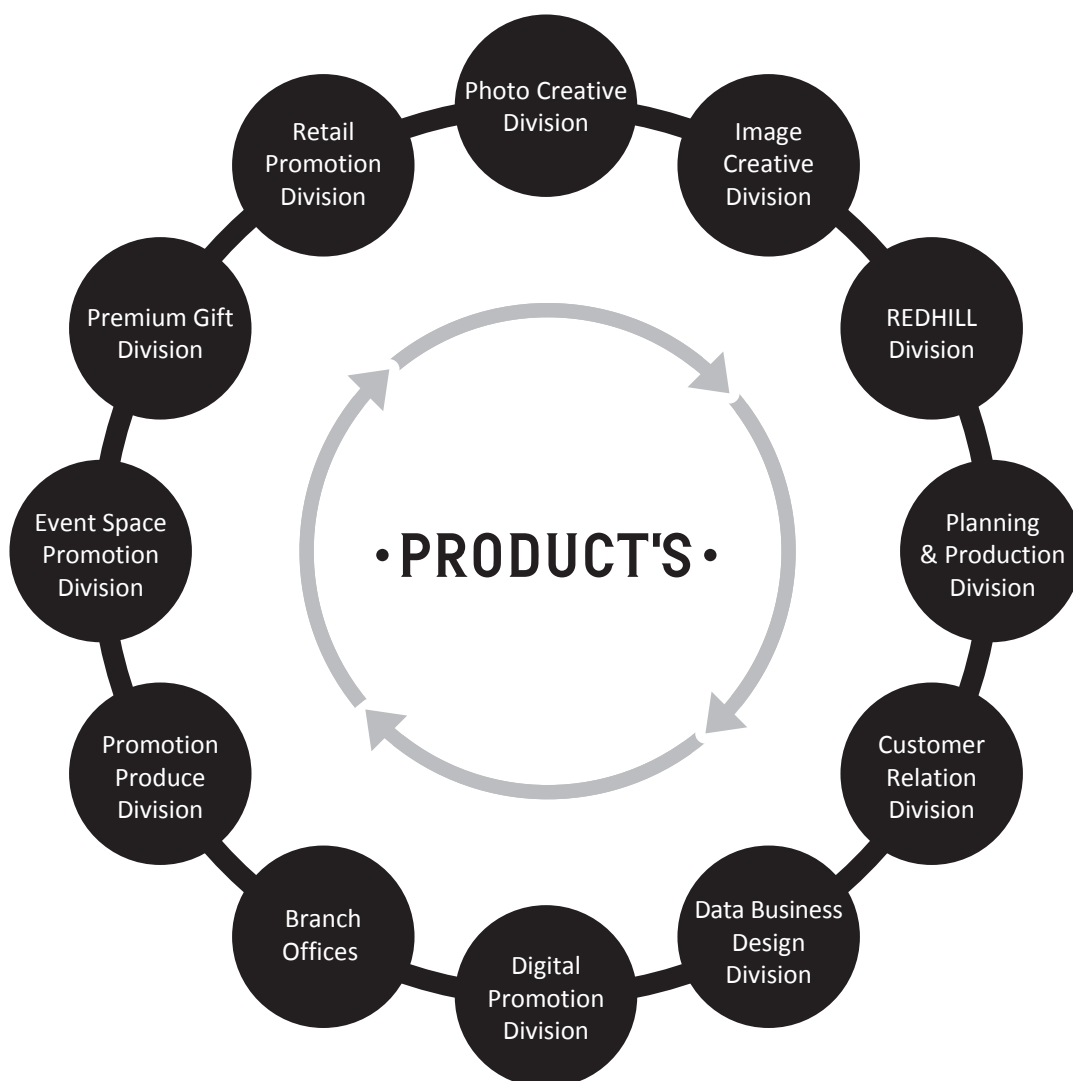 Photo Creative
Division
Image
Creative
Division
REDHILL
Division
Planning
& Production
Division
Customer
Relation
Division
Data Business
Design
Division
Digital
Promotion
Division
Branch
Offices
Promotion
Produce
Division
Event Space
Promotion
Division
Premium Gift
Division
Retail
Promotion
Division
•PRODUCT'S•